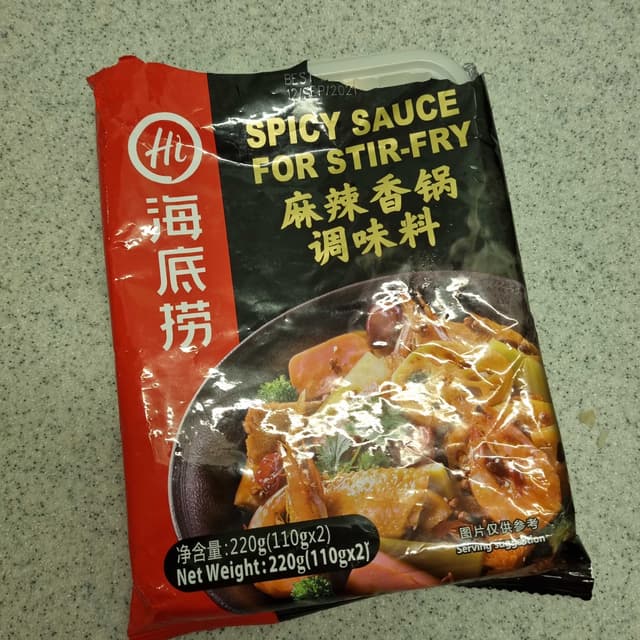 BEST
12/SEP/2021
Hi
海底捞
SPICY SAUCE
FOR STIR-FRY
麻辣香锅
调味料
净含量:220g(110gx2)
Net Weight:220g(110gx2)
图片仅供参考
Serving suggestion